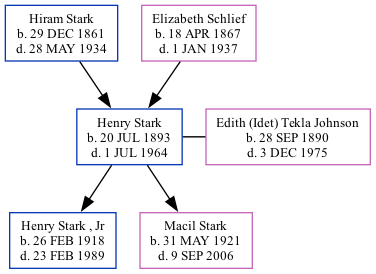 Hiram Stark
b. 29 DEC 1861
d. 28 MAY 1934
Elizabeth Schlief
b. 18 APR 1867
d. 1 JAN 1937
Henry Stark
b. 20 JUL 1893
d. 1 JUL 1964
Edith (Idet) Tekla Johnson
b. 28 SEP 1890
d. 3 DEC 1975
Henry Stark , Jr
b. 26 FEB 1918
d. 23 FEB 1989
Macil Stark
b. 31 MAY 1921
d. 9 SEP 2006